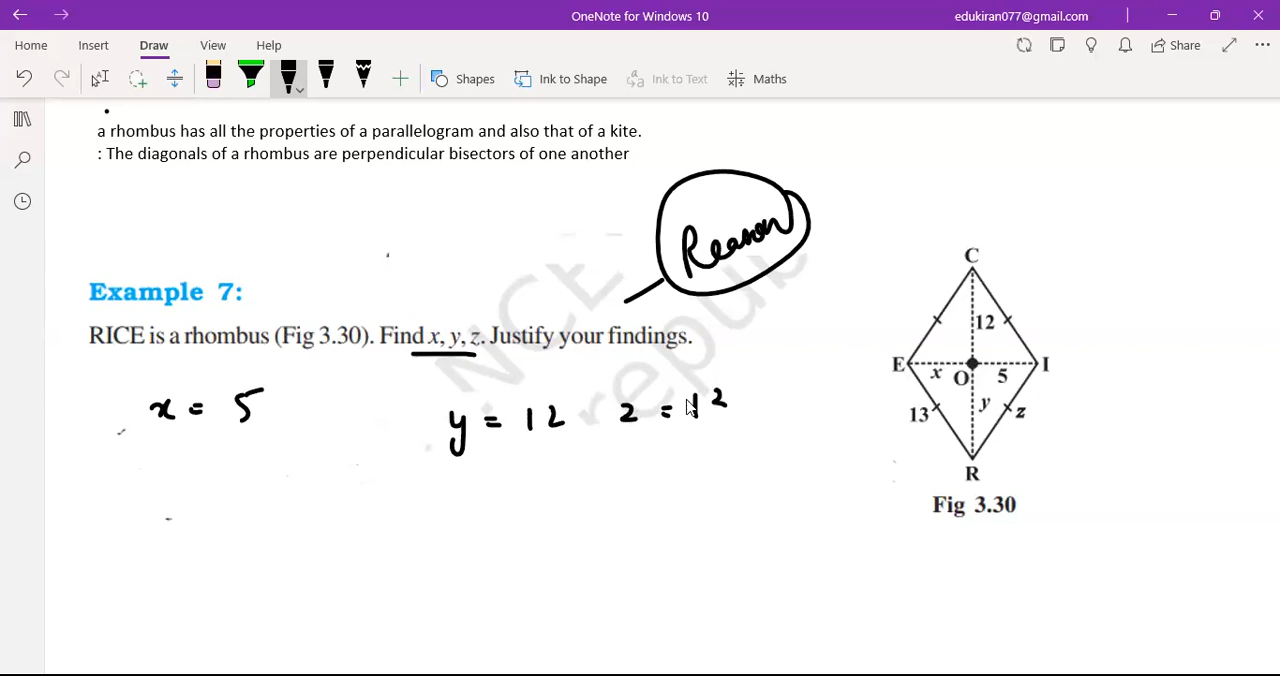 OneNote for Windows 10
edukiran077@gmail.com
Home Insert Draw View Help
Share
Shapes Ink to Shape Ink to Text Maths
a rhombus has all the properties of a parallelogram and also that of a kite.
: The diagonals of a rhombus are perpendicular bisectors of one another
Reason
NCE
repu
Example 7:
RICE is a rhombus (Fig 3.30). Find x, y, z. Justify your findings.
x = 5 y = 12 z = 12
C
12
E x O 5 I
13 y z
R
Fig 3.30